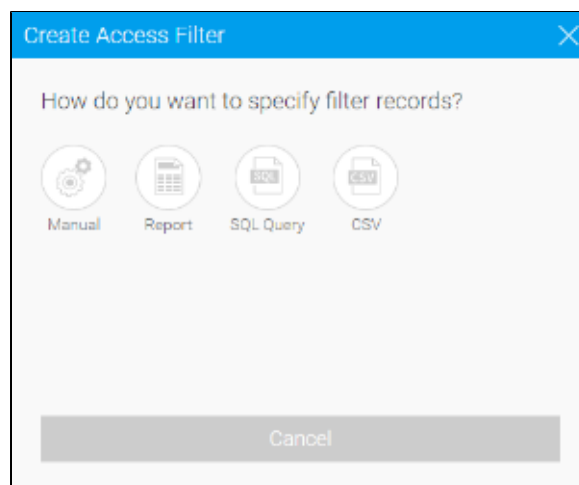 Create Access Filter
How do you want to specify filter records?
SQL CSV
Manual Report SQL Query CSV
Cancel